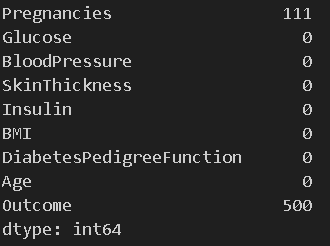 Pregnancies                 111
Glucose                       0
BloodPressure                 0
SkinThickness                 0
Insulin                       0
BMI                           0
DiabetesPedigreeFunction      0
Age                           0
Outcome                     500
dtype: int64